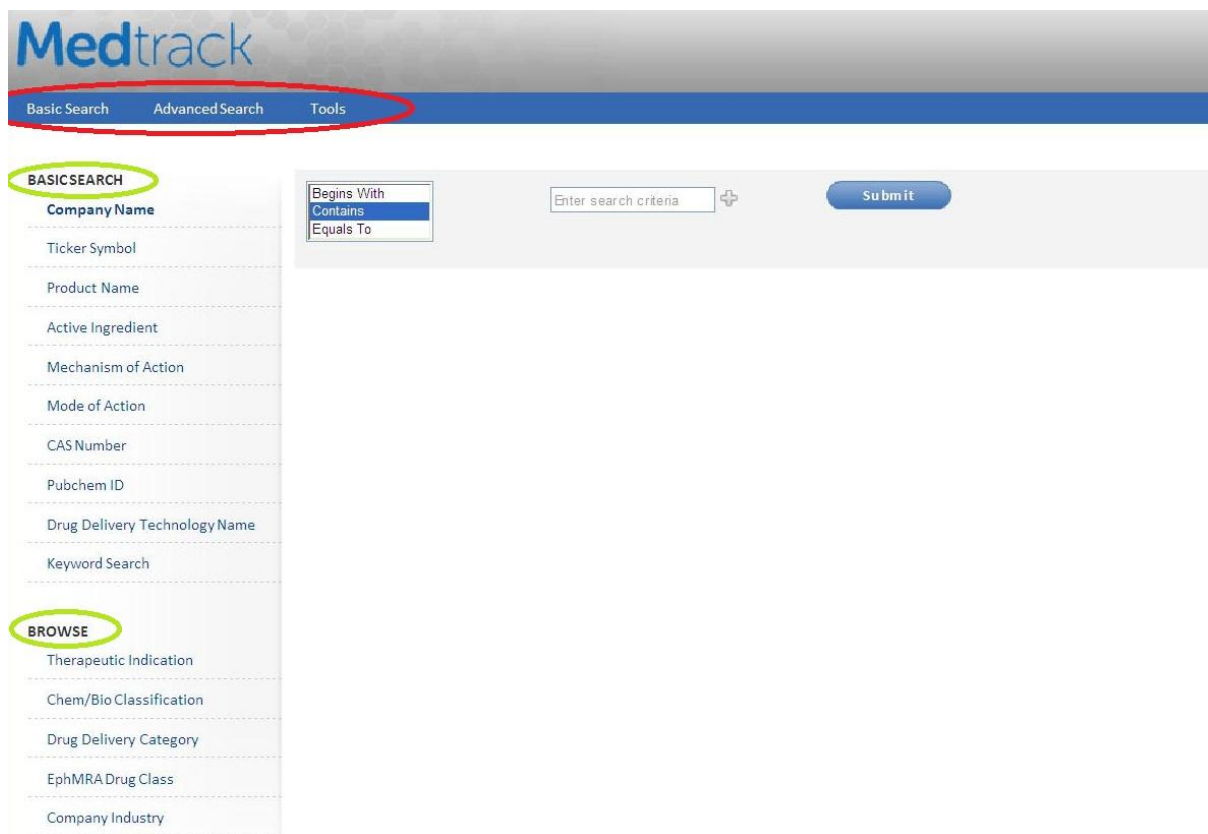 Medtrack
Basic Search Advanced Search Tools
BASIC SEARCH
Company Name
Ticker Symbol
Product Name
Active Ingredient
Mechanism of Action
Mode of Action
CAS Number
Pubchem ID
Drug Delivery Technology Name
Keyword Search
BROWSE
Therapeutic Indication
Chem/Bio Classification
Drug Delivery Category
EphMRA Drug Class
Company Industry
Begins With
Contains
Equals To
Enter search criteria
Submit